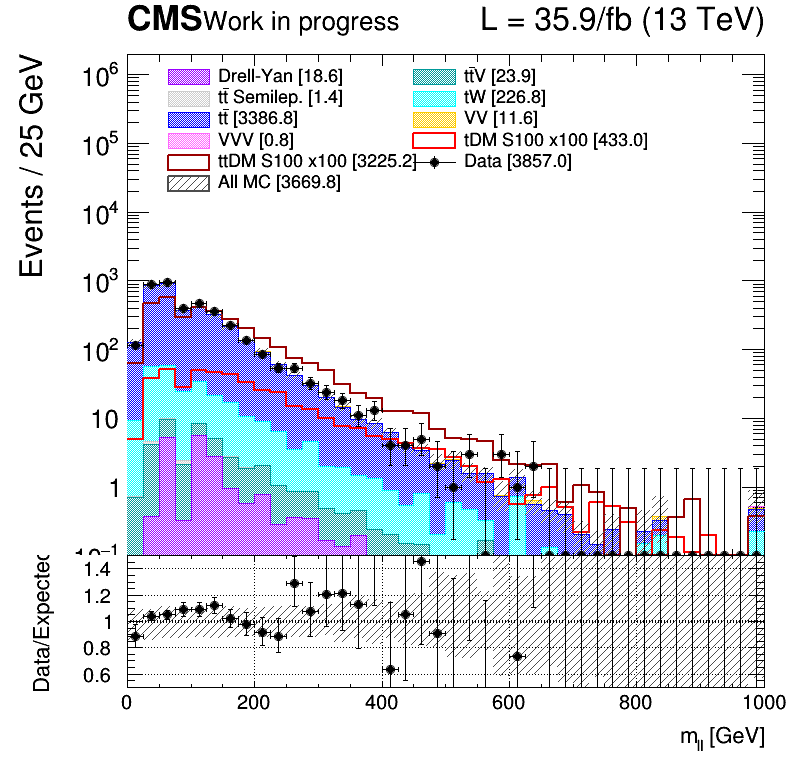 CMS Work in progress L = 35.9/fb (13 TeV)
Events / 25 GeV
Drell-Yan [18.6] tt̄V [23.9]
tt̄ Semilep. [1.4] tW [226.8]
tt̄ [3386.8] VV [11.6]
VVV [0.8] tDM S100 x100 [433.0]
ttDM S100 x100 [3225.2] Data [3857.0]
All MC [3669.8]
10⁶
10⁵
10⁴
10³
10²
10
1
10⁻¹
Data/Expected
1.4
1.2
1
0.8
0.6
0 200 400 600 800 1000
m_ll [GeV]